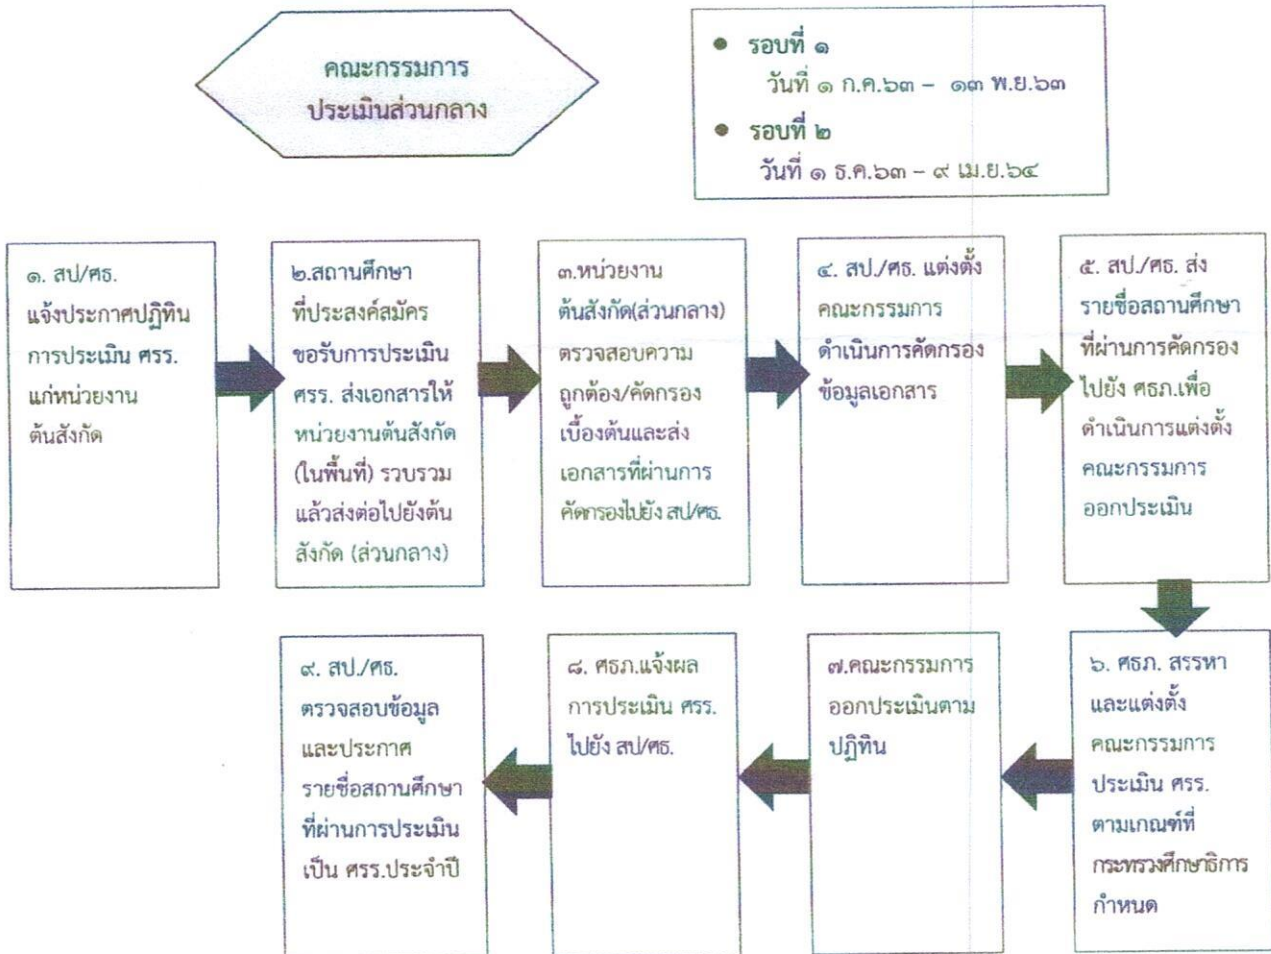 คณะกรรมการ
ประเมินส่วนกลาง
● รอบที่ ๑
วันที่ ๑ ก.ค.๖๓ – ๑๓ พ.ย.๖๓
● รอบที่ ๒
วันที่ ๑ ธ.ค.๖๓ – ๙ เม.ย.๖๔
๑. สป/ศธ.
แจ้งประกาศปฏิทิน
การประเมิน ศรร.
แก่หน่วยงาน
ต้นสังกัด
๒.สถานศึกษา
ที่ประสงค์สมัคร
ขอรับการประเมิน
ศรร. ส่งเอกสารให้
หน่วยงานต้นสังกัด
(ในพื้นที่) รวบรวม
แล้วส่งต่อไปยังต้น
สังกัด (ส่วนกลาง)
๓.หน่วยงาน
ต้นสังกัด(ส่วนกลาง)
ตรวจสอบความ
ถูกต้อง/คัดกรอง
เบื้องต้นและส่ง
เอกสารที่ผ่านการ
คัดกรองไปยัง สป/ศธ.
๔. สป./ศธ. แต่งตั้ง
คณะกรรมการ
ดำเนินการคัดกรอง
ข้อมูลเอกสาร
๕. สป./ศธ. ส่ง
รายชื่อสถานศึกษา
ที่ผ่านการคัดกรอง
ไปยัง ศธภ.เพื่อ
ดำเนินการแต่งตั้ง
คณะกรรมการ
ออกประเมิน
๖. ศธภ. สรรหา
และแต่งตั้ง
คณะกรรมการ
ประเมิน ศรร.
ตามเกณฑ์ที่
กระทรวงศึกษาธิการ
กำหนด
๗.คณะกรรมการ
ออกประเมินตาม
ปฏิทิน
๘. ศธภ.แจ้งผล
การประเมิน ศรร.
ไปยัง สป/ศธ.
๙. สป./ศธ.
ตรวจสอบข้อมูล
และประกาศ
รายชื่อสถานศึกษา
ที่ผ่านการประเมิน
เป็น ศรร.ประจำปี